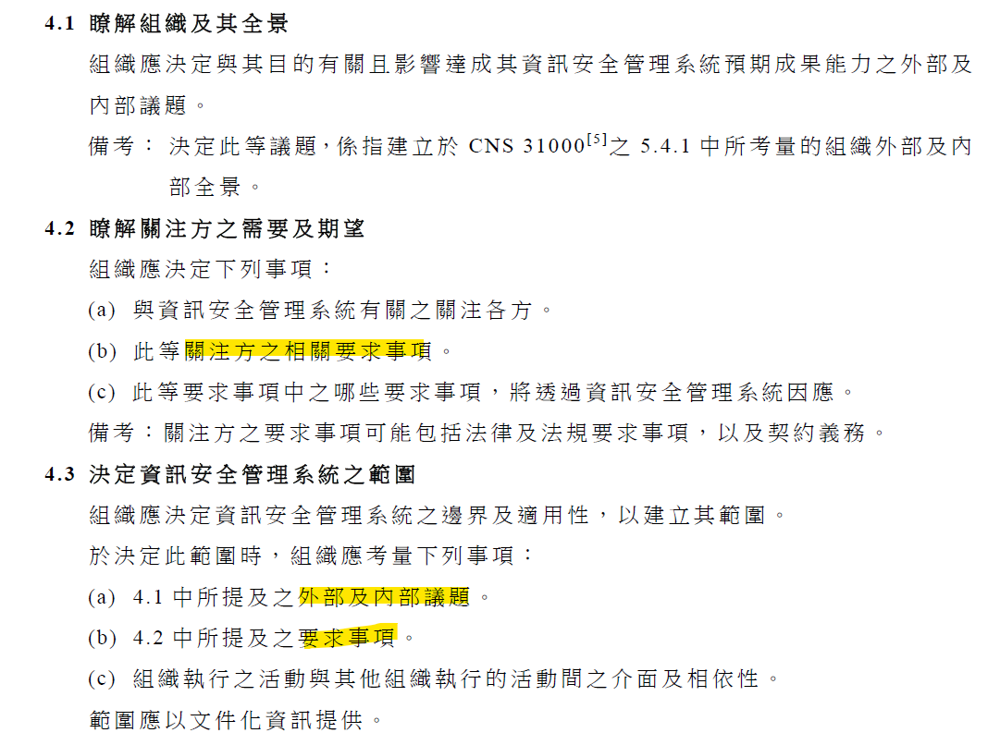 4.1 瞭解組織及其全景
組織應決定與其目的有關且影響達成其資訊安全管理系統預期成果能力之外部及
內部議題。
備考： 決定此等議題，係指建立於 CNS 31000[5]之 5.4.1 中所考量的組織外部及內
部全景。
4.2 瞭解關注方之需要及期望
組織應決定下列事項：
(a) 與資訊安全管理系統有關之關注各方。
(b) 此等關注方之相關要求事項。
(c) 此等要求事項中之哪些要求事項，將透過資訊安全管理系統因應。
備考：關注方之要求事項可能包括法律及法規要求事項，以及契約義務。
4.3 決定資訊安全管理系統之範圍
組織應決定資訊安全管理系統之邊界及適用性，以建立其範圍。
於決定此範圍時，組織應考量下列事項：
(a) 4.1 中所提及之外部及內部議題。
(b) 4.2 中所提及之要求事項。
(c) 組織執行之活動與其他組織執行的活動間之介面及相依性。
範圍應以文件化資訊提供。